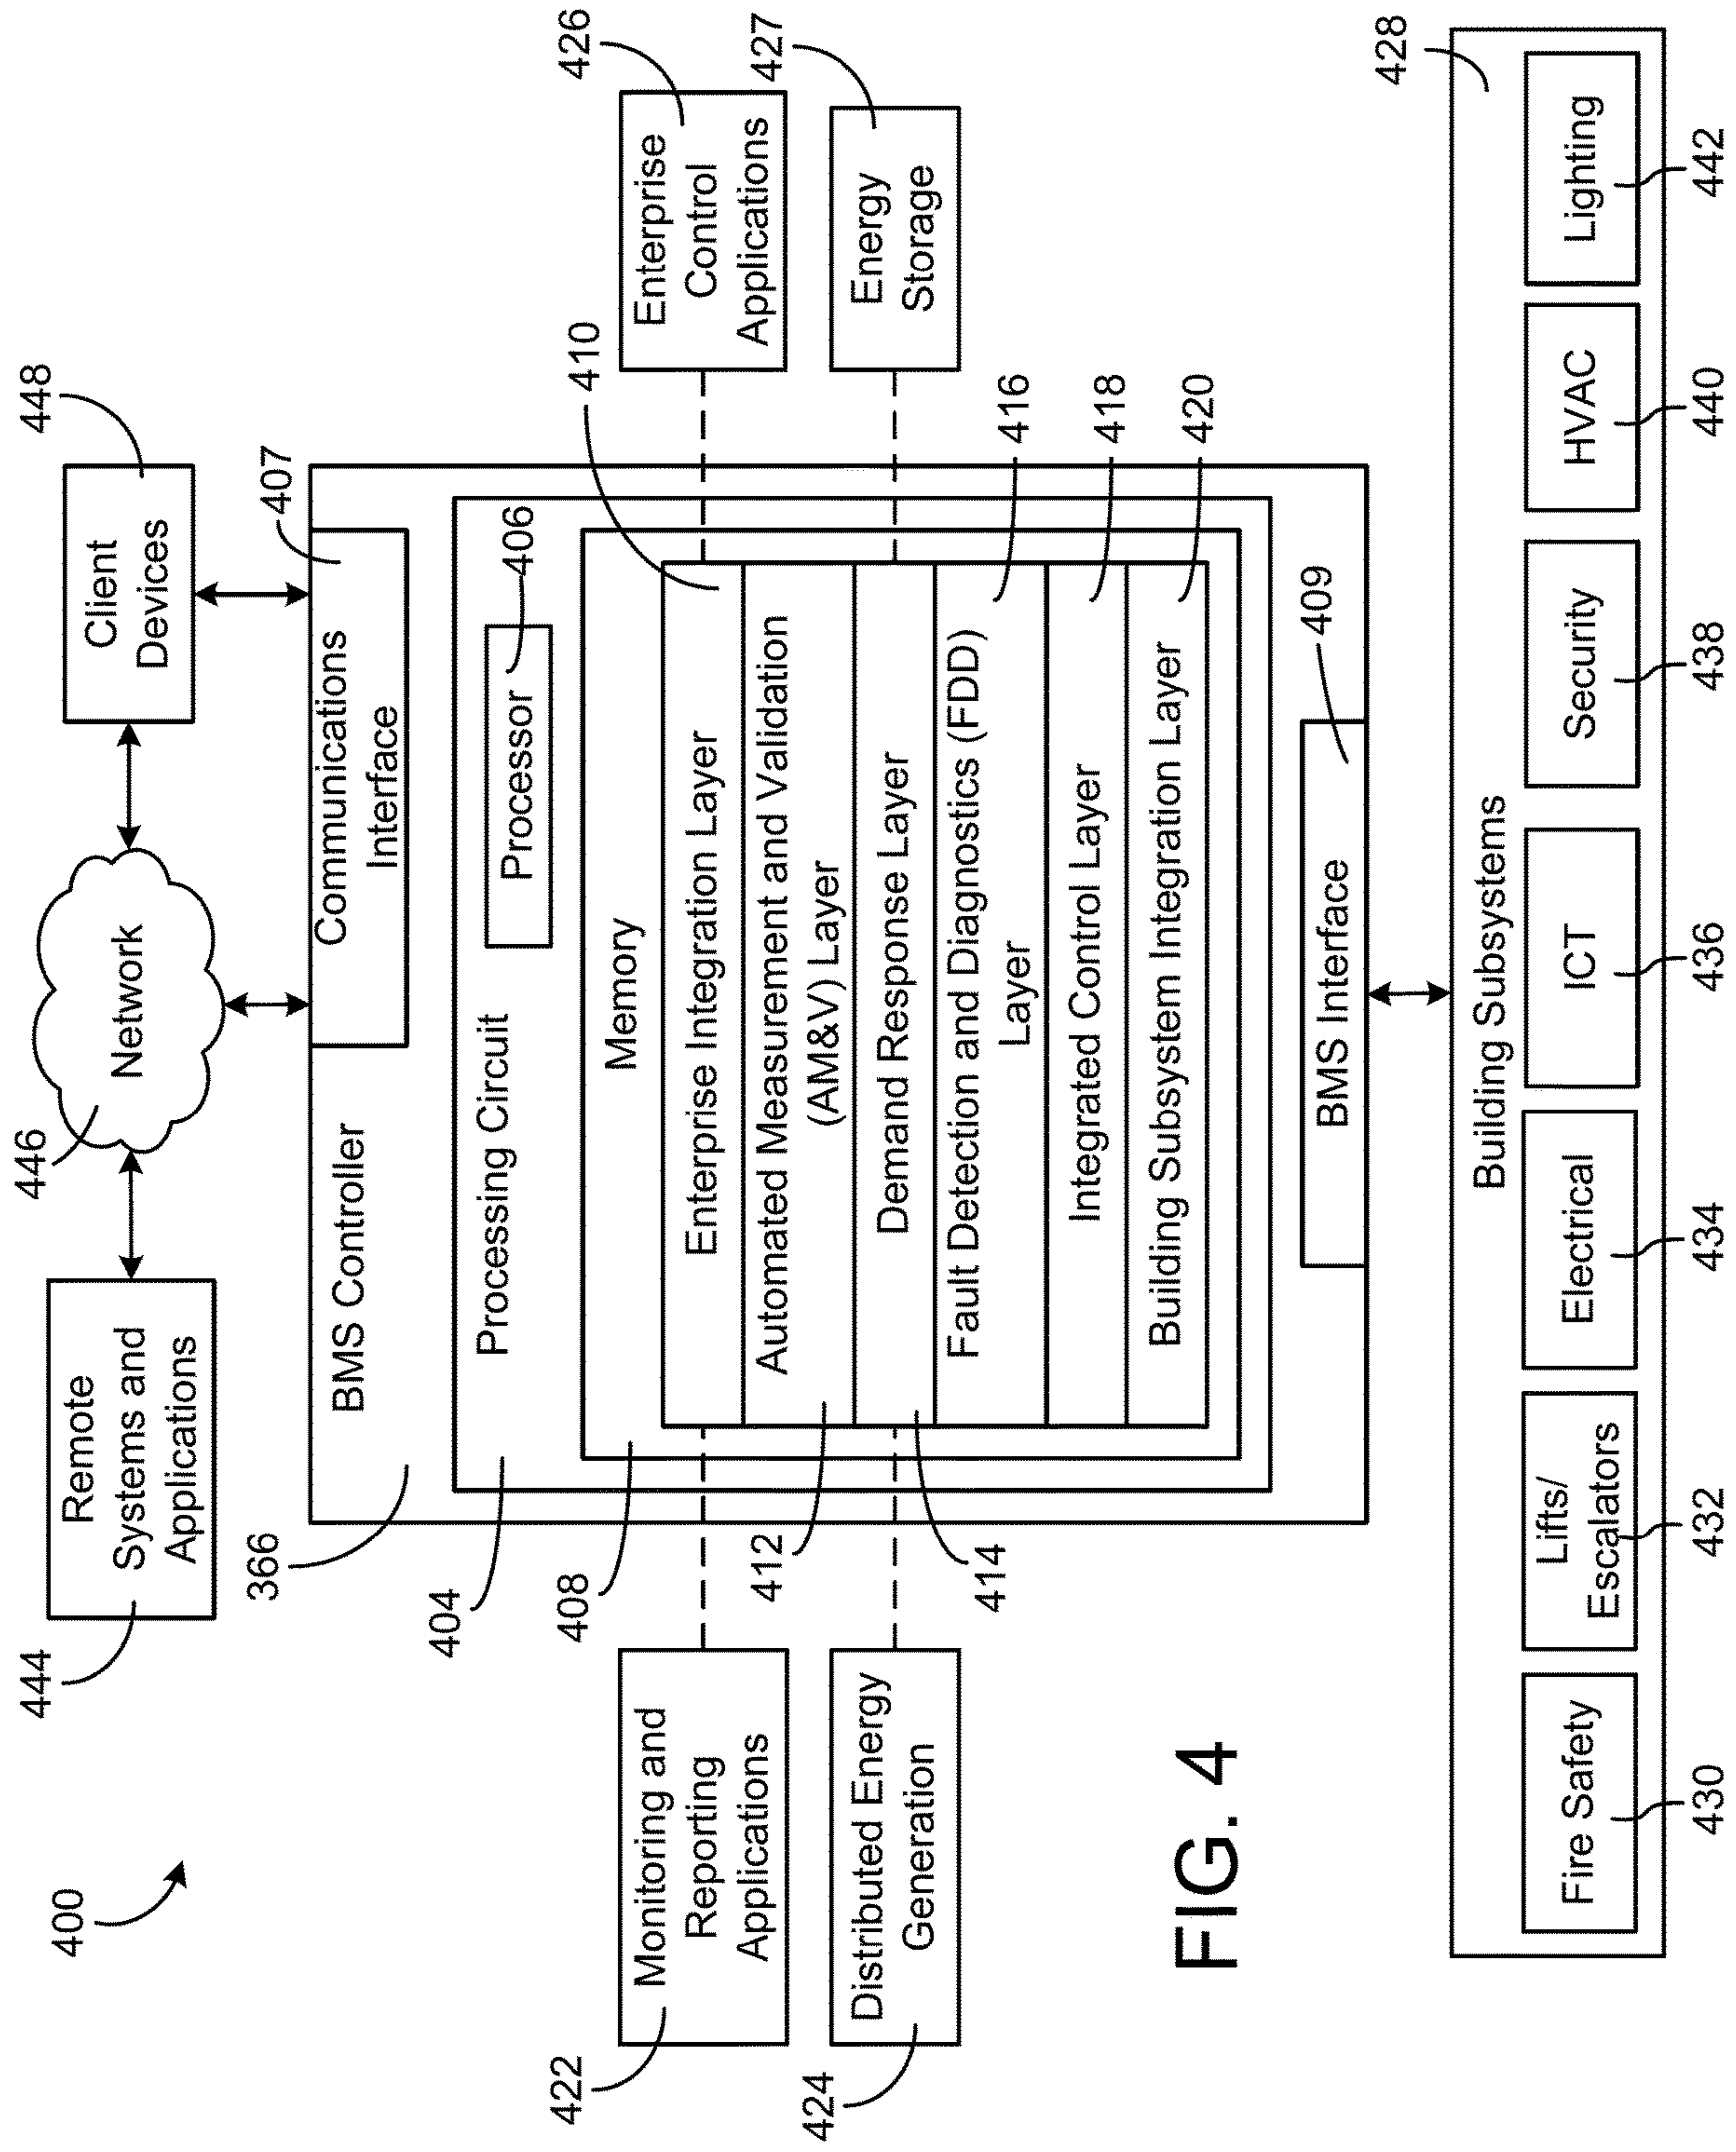 400
444
Remote
Systems and
Applications
446
Network
Client
Devices
448
366
BMS Controller
Communications
Interface
407
404
Processing Circuit
Processor
406
408
Memory
410
Enterprise Integration Layer
Automated Measurement and Validation
(AM&V) Layer
412
Demand Response Layer
414
Fault Detection and Diagnostics (FDD)
Layer
416
Integrated Control Layer
418
Building Subsystem Integration Layer
420
422
Monitoring and
Reporting
Applications
424
Distributed Energy
Generation
Enterprise
Control
Applications
426
Energy
Storage
427
BMS Interface
409
FIG. 4
Building Subsystems
428
Fire Safety
Lifts/
Escalators
Electrical
ICT
Security
HVAC
Lighting
430
432
434
436
438
440
442